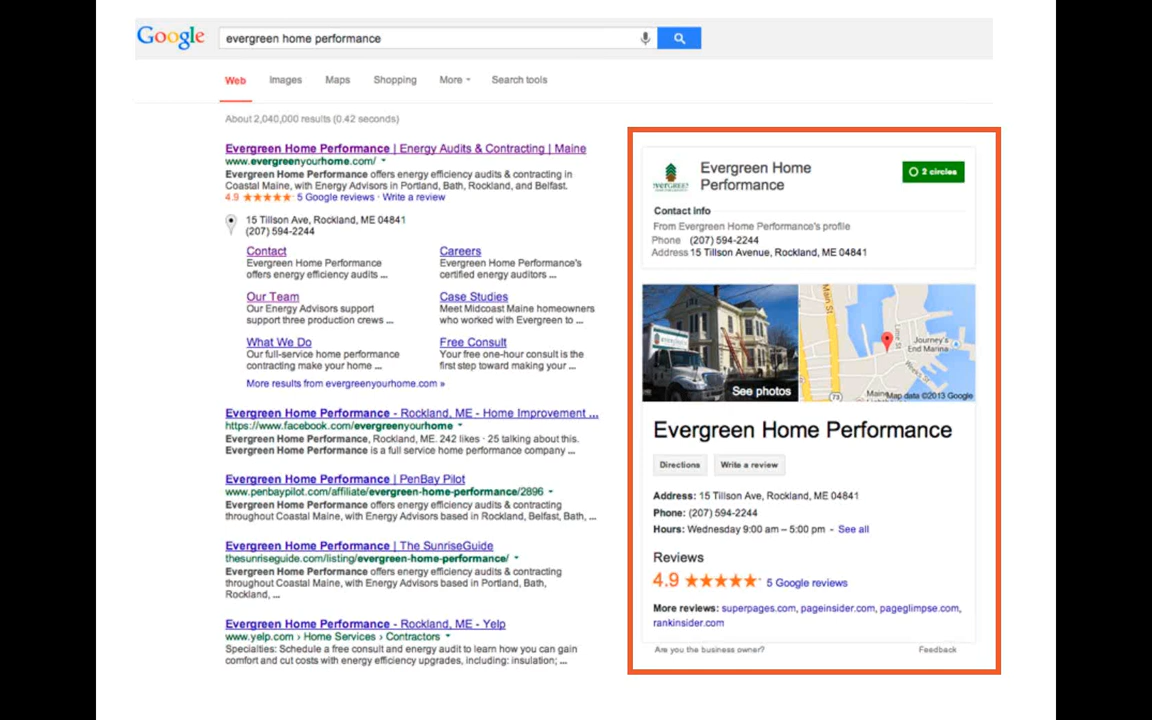 Google
evergreen home performance
Web Images Maps Shopping More Search tools
About 2,040,000 results (0.42 seconds)
Evergreen Home Performance | Energy Audits & Contracting | Maine
www.evergreenyourhome.com/
Evergreen Home Performance offers energy efficiency audits & contracting in
Coastal Maine, with Energy Advisors in Portland, Bath, Rockland, and Belfast.
4.9 ★★★★★ 5 Google reviews · Write a review
15 Tillson Ave, Rockland, ME 04841
(207) 594-2244
Contact
Evergreen Home Performance
offers energy efficiency audits ...
Careers
Evergreen Home Performance's
certified energy auditors ...
Our Team
Our Energy Advisors support
support three production crews ...
Case Studies
Meet Midcoast Maine homeowners
who worked with Evergreen to ...
What We Do
Our full-service home performance
contracting make your home ...
Free Consult
Your free one-hour consult is the
first step toward making your ...
More results from evergreenyourhome.com »
Evergreen Home Performance - Rockland, ME - Home Improvement ...
https://www.facebook.com/evergreenyourhome
Evergreen Home Performance, Rockland, ME. 242 likes · 25 talking about this.
Evergreen Home Performance is a full service home performance company ...
Evergreen Home Performance | PenBay Pilot
www.penbaypilot.com/affiliate/evergreen-home-performance/2896
Evergreen Home Performance offers energy efficiency audits & contracting
throughout Coastal Maine, with Energy Advisors based in Rockland, Belfast, Bath, ...
Evergreen Home Performance | The SunriseGuide
thesunriseguide.com/listing/evergreen-home-performance/
Evergreen Home Performance offers energy efficiency audits & contracting
throughout Coastal Maine, with Energy Advisors based in Portland, Bath,
Rockland, ...
Evergreen Home Performance - Rockland, ME - Yelp
www.yelp.com › Home Services › Contractors
Specialties: Schedule a free consult and energy audit to learn how you can gain
comfort and cut costs with energy efficiency upgrades, including: insulation; ...
Evergreen Home
Performance
2 circles
Contact info
From Evergreen Home Performance's profile
Phone (207) 594-2244
Address 15 Tillson Avenue, Rockland, ME 04841
See photos
Main St
Lime St
Journey's
End Marina
73
Map data ©2013 Google
Evergreen Home Performance
Directions
Write a review
Address: 15 Tillson Ave, Rockland, ME 04841
Phone: (207) 594-2244
Hours: Wednesday 9:00 am – 5:00 pm - See all
Reviews
4.9 ★★★★★ 5 Google reviews
More reviews: superpages.com, pageinsider.com, pageglimpse.com,
rankinsider.com
Are you the business owner?
Feedback